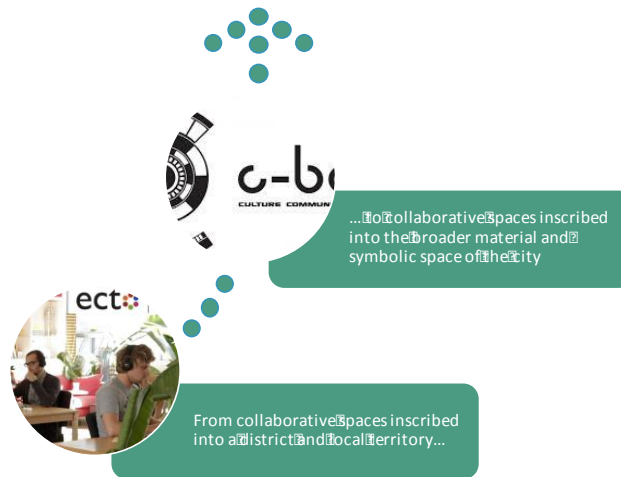 c-b
CULTURE COMMUN
...to collaborative spaces inscribed
into the broader material and
symbolic space of the city
ect
From collaborative spaces inscribed
into a district and local territory...